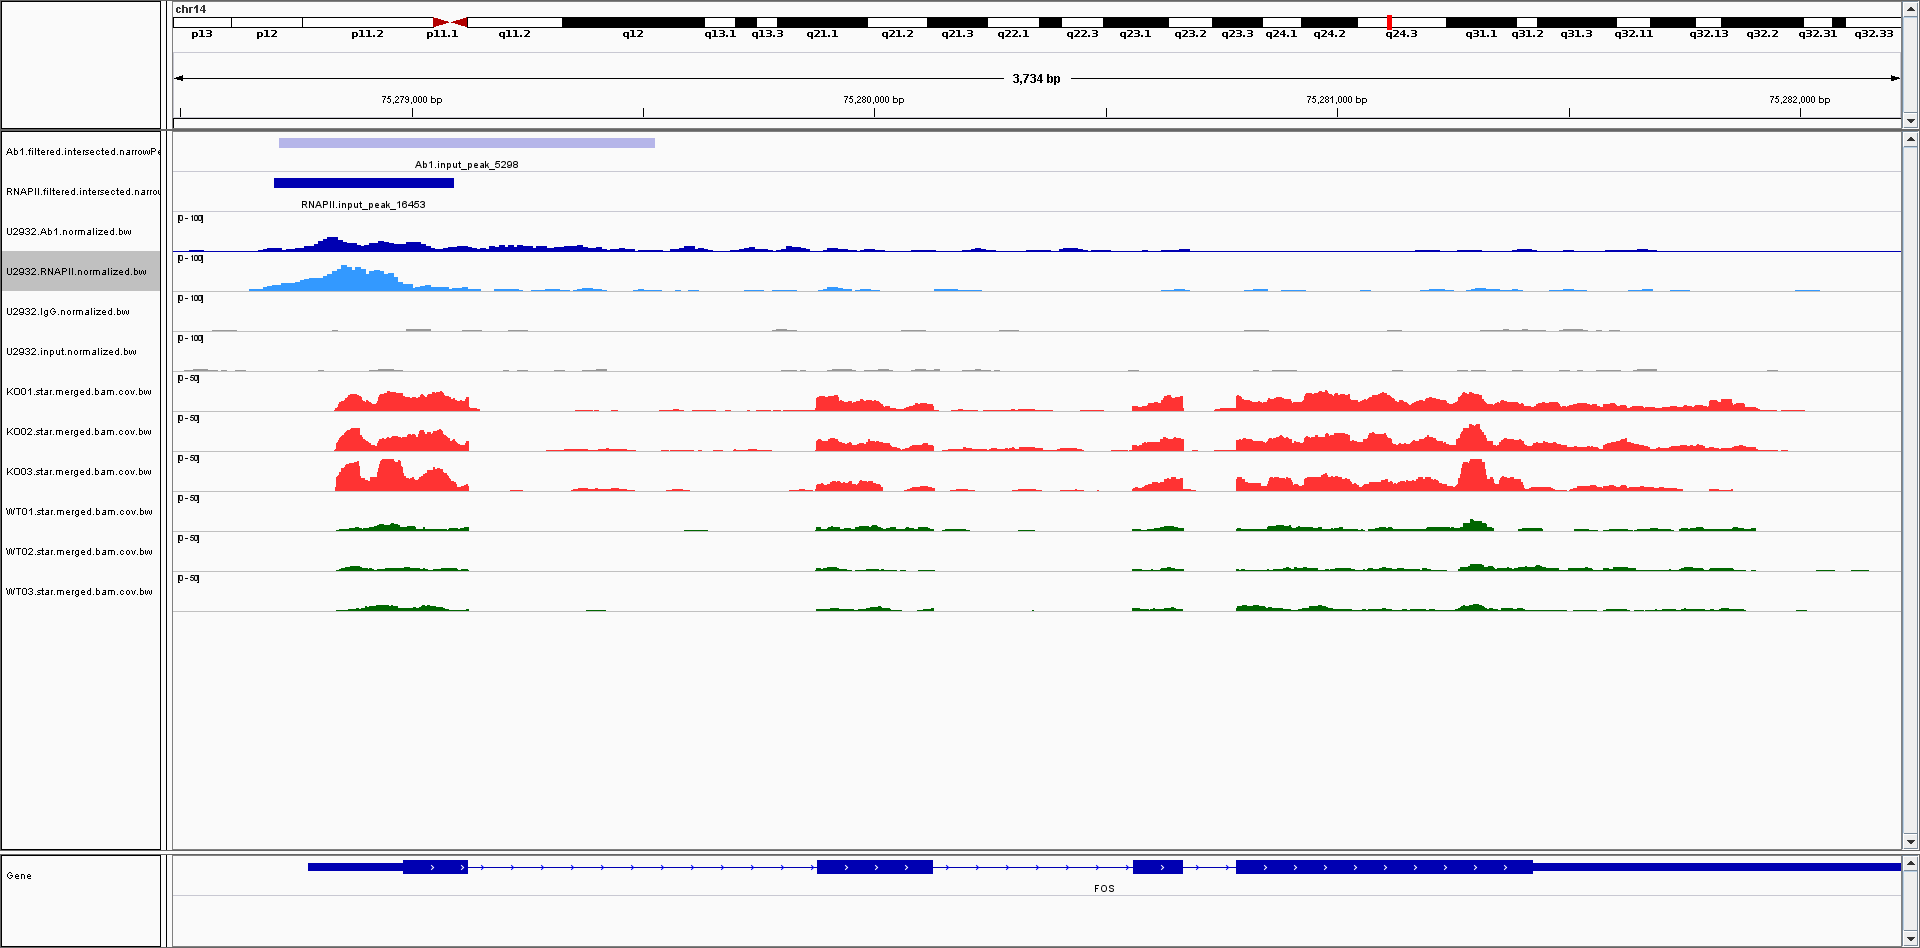 chr14
p13 p12 p11.2 p11.1 q11.2 q12 q13.1 q13.3 q21.1 q21.2 q21.3 q22.1 q22.3 q23.1 q23.2 q23.3 q24.1 q24.2 q24.3 q31.1 q31.2 q31.3 q32.11 q32.13 q32.2 q32.31 q32.33
3,734 bp
75,279,000 bp 75,280,000 bp 75,281,000 bp 75,282,000 bp
Ab1.filtered.intersected.narrowPe
Ab1.input_peak_5298
RNAPII.filtered.intersected.narro
RNAPII.input_peak_16453
[0 - 100]
U2932.Ab1.normalized.bw
[0 - 100]
U2932.RNAPII.normalized.bw
[0 - 100]
U2932.IgG.normalized.bw
[0 - 100]
U2932.input.normalized.bw
[0 - 50]
KO01.star.merged.bam.cov.bw
[0 - 50]
KO02.star.merged.bam.cov.bw
[0 - 50]
KO03.star.merged.bam.cov.bw
[0 - 50]
WT01.star.merged.bam.cov.bw
[0 - 50]
WT02.star.merged.bam.cov.bw
[0 - 50]
WT03.star.merged.bam.cov.bw
Gene
FOS